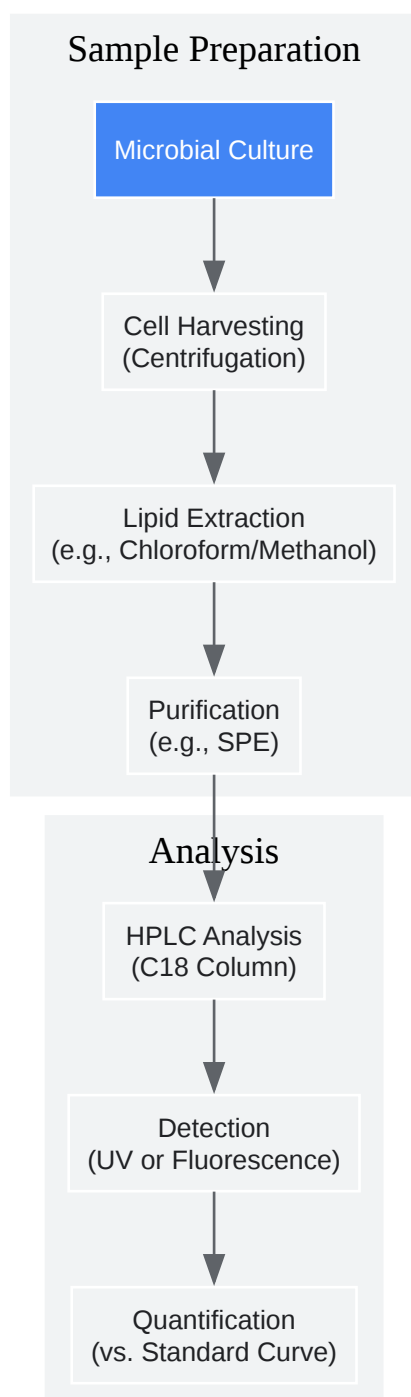 Sample Preparation
Microbial Culture
Cell Harvesting
(Centrifugation)
Lipid Extraction
(e.g., Chloroform/Methanol)
Purification
(e.g., SPE)
Analysis
HPLC Analysis
(C18 Column)
Detection
(UV or Fluorescence)
Quantification
(vs. Standard Curve)